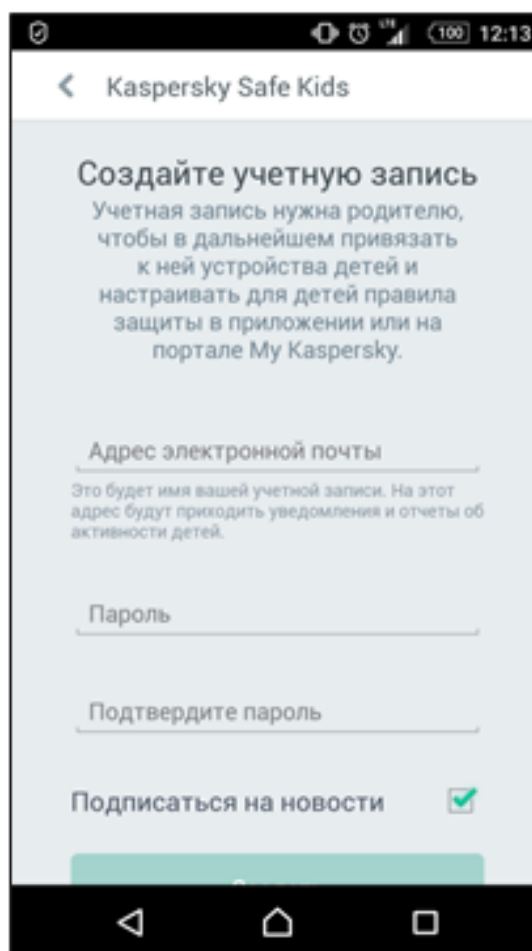 LTE 100 12:13
Kaspersky Safe Kids
Создайте учетную запись
Учетная запись нужна родителю,
чтобы в дальнейшем привязать
к ней устройства детей и
настраивать для детей правила
защиты в приложении или на
портале My Kaspersky.
Адрес электронной почты
Это будет имя вашей учетной записи. На этот
адрес будут приходить уведомления и отчеты об
активности детей.
Пароль
Подтвердите пароль
Подписаться на новости